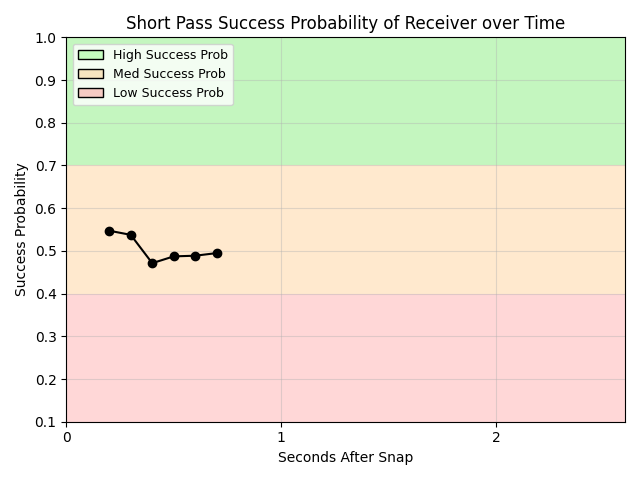 Short Pass Success Probability of Receiver over Time
High Success Prob
Med Success Prob
Low Success Prob
Success Probability
1.0
0.9
0.8
0.7
0.6
0.5
0.4
0.3
0.2
0.1
0
1
2
Seconds After Snap